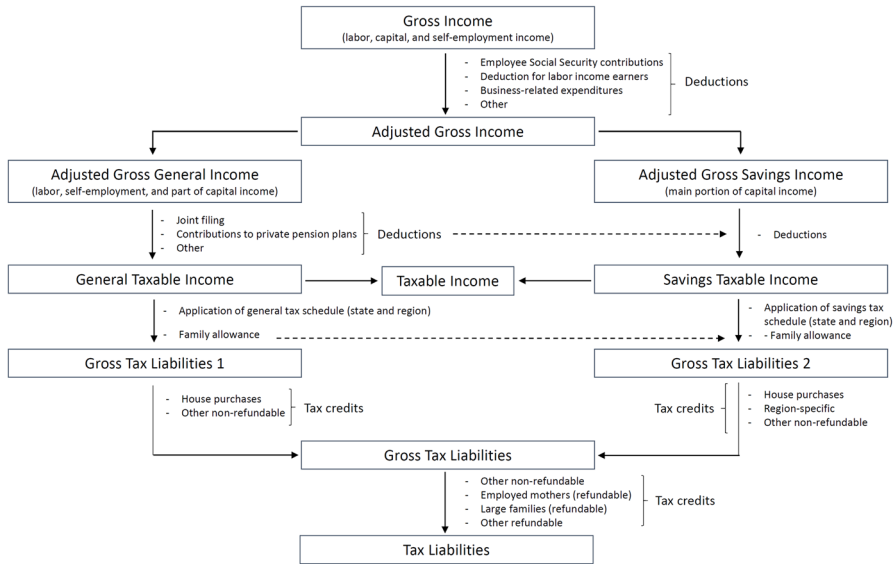 Gross Income
(labor, capital, and self-employment income)
- Employee Social Security contributions
- Deduction for labor income earners
- Business-related expenditures
- Other
Deductions
Adjusted Gross Income
Adjusted Gross General Income
(labor, self-employment, and part of capital income)
Adjusted Gross Savings Income
(main portion of capital income)
- Joint filing
- Contributions to private pension plans
- Other
Deductions
- Deductions
General Taxable Income
Taxable Income
Savings Taxable Income
- Application of general tax schedule (state and region)
- Family allowance
- Application of savings tax
schedule (state and region)
- - Family allowance
Gross Tax Liabilities 1
Gross Tax Liabilities 2
- House purchases
- Other non-refundable
Tax credits
Tax credits
- House purchases
- Region-specific
- Other non-refundable
Gross Tax Liabilities
- Other non-refundable
- Employed mothers (refundable)
- Large families (refundable)
- Other refundable
Tax credits
Tax Liabilities